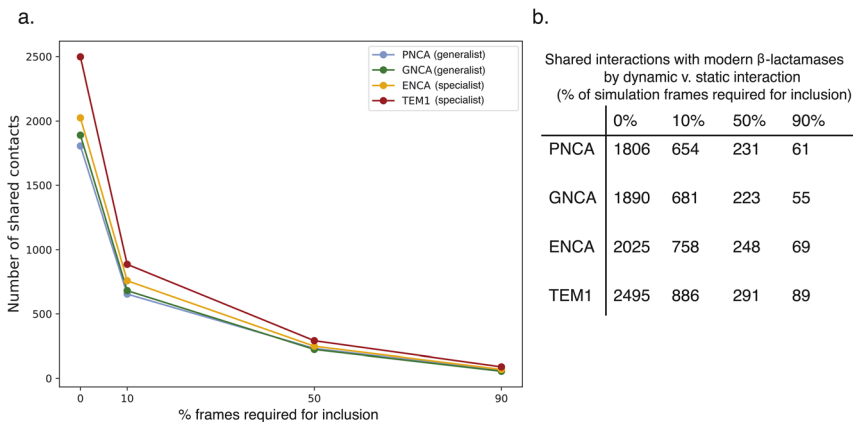 a.
2500
2000
1500
1000
500
0
Number of shared contacts
0 10 50 90
% frames required for inclusion
PNCA (generalist)
GNCA (generalist)
ENCA (specialist)
TEM1 (specialist)
b.
Shared interactions with modern β-lactamases
by dynamic v. static interaction
(% of simulation frames required for inclusion)
0% 10% 50% 90%
PNCA 1806 654 231 61
GNCA 1890 681 223 55
ENCA 2025 758 248 69
TEM1 2495 886 291 89